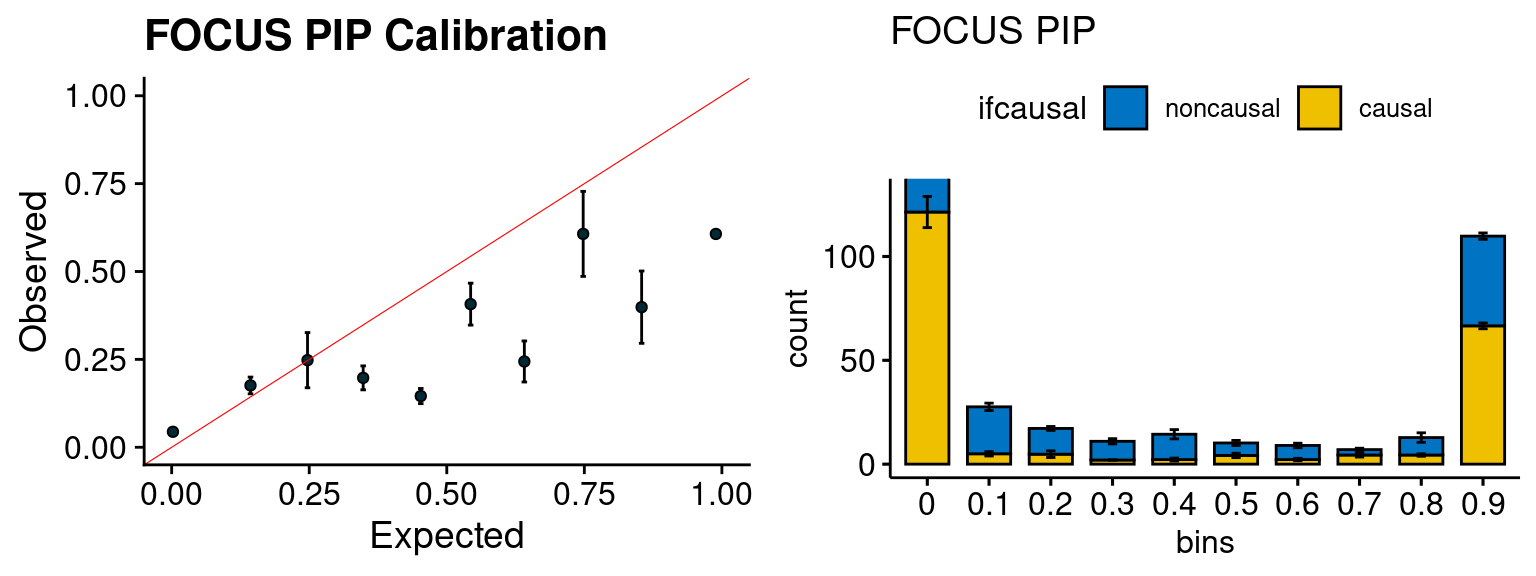 FOCUS PIP Calibration
1.00
0.75
0.50
0.25
0.00
Observed
0.00 0.25 0.50 0.75 1.00
Expected
FOCUS PIP
ifcausal noncausal causal
100
50
0
count
0 0.1 0.2 0.3 0.4 0.5 0.6 0.7 0.8 0.9
bins